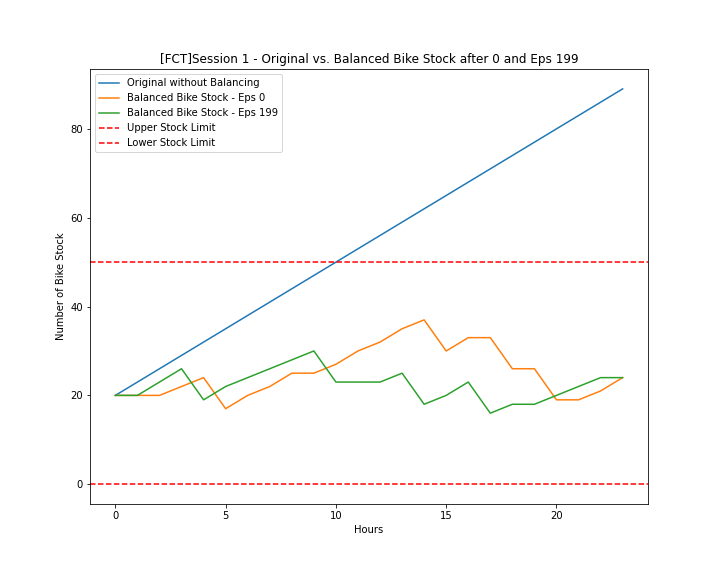 [FCT]Session 1 - Original vs. Balanced Bike Stock after 0 and Eps 199
Original without Balancing
Balanced Bike Stock - Eps 0
Balanced Bike Stock - Eps 199
Upper Stock Limit
Lower Stock Limit
80
60
40
20
0
Number of Bike Stock
0 5 10 15 20
Hours